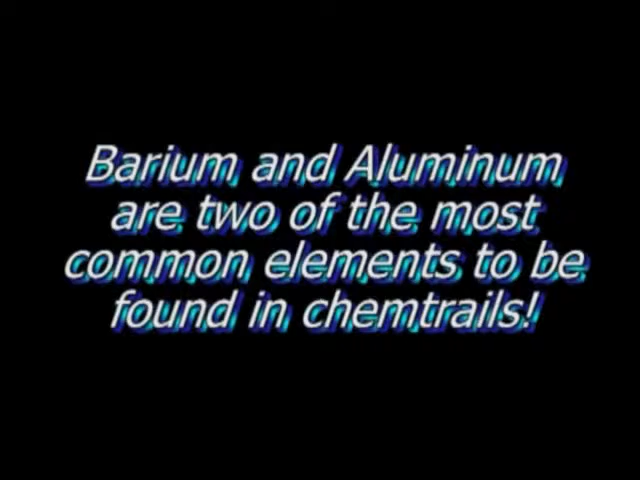 Barium and Aluminum
are two of the most
common elements to be
found in chemtrails!